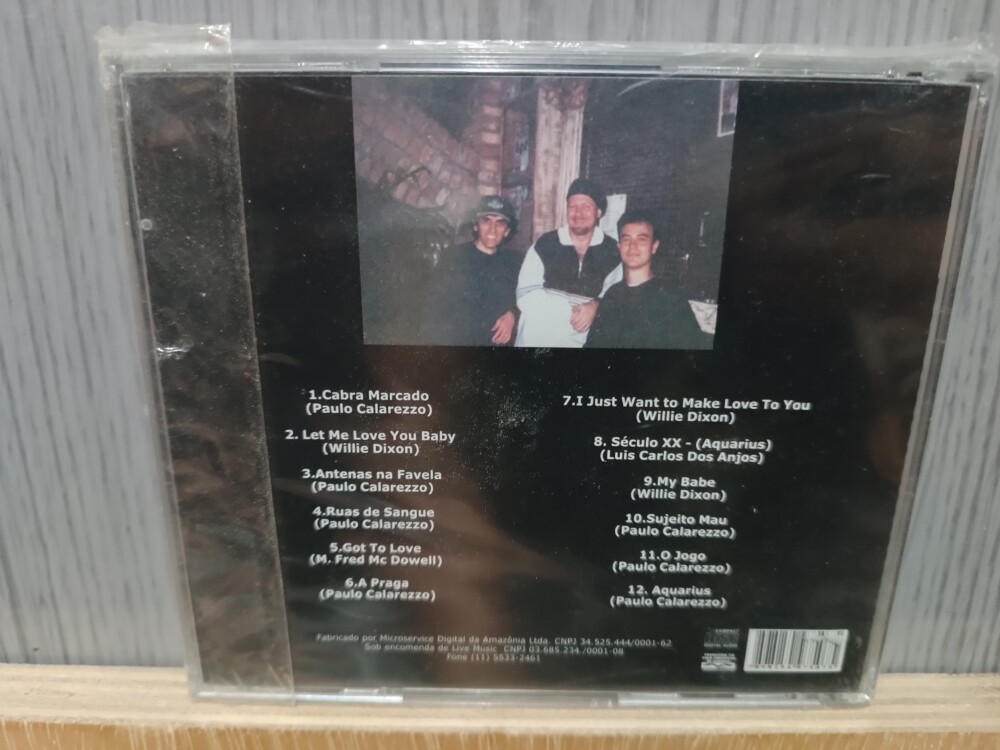 1.Cabra Marcado
(Paulo Calarezzo)
2. Let Me Love You Baby
(Willie Dixon)
3.Antenas na Favela
(Paulo Calarezzo)
4.Ruas de Sangue
(Paulo Calarezzo)
5.Got To Love
(M. Fred Mc Dowell)
6.A Praga
(Paulo Calarezzo)
7.I Just Want to Make Love To You
(Willie Dixon)
8. Século XX - (Aquarius)
(Luis Carlos Dos Anjos)
9.My Babe
(Willie Dixon)
10.Sujeito Mau
(Paulo Calarezzo)
11.O Jogo
(Paulo Calarezzo)
12. Aquarius
(Paulo Calarezzo)
Fabricado por Microservice Digital da Amazônia Ltda. CNPJ 34.525.444/0001-62
Sob encomenda de Live Music CNPJ 03.685.234./0001-08
Fone (11) 5533-2461